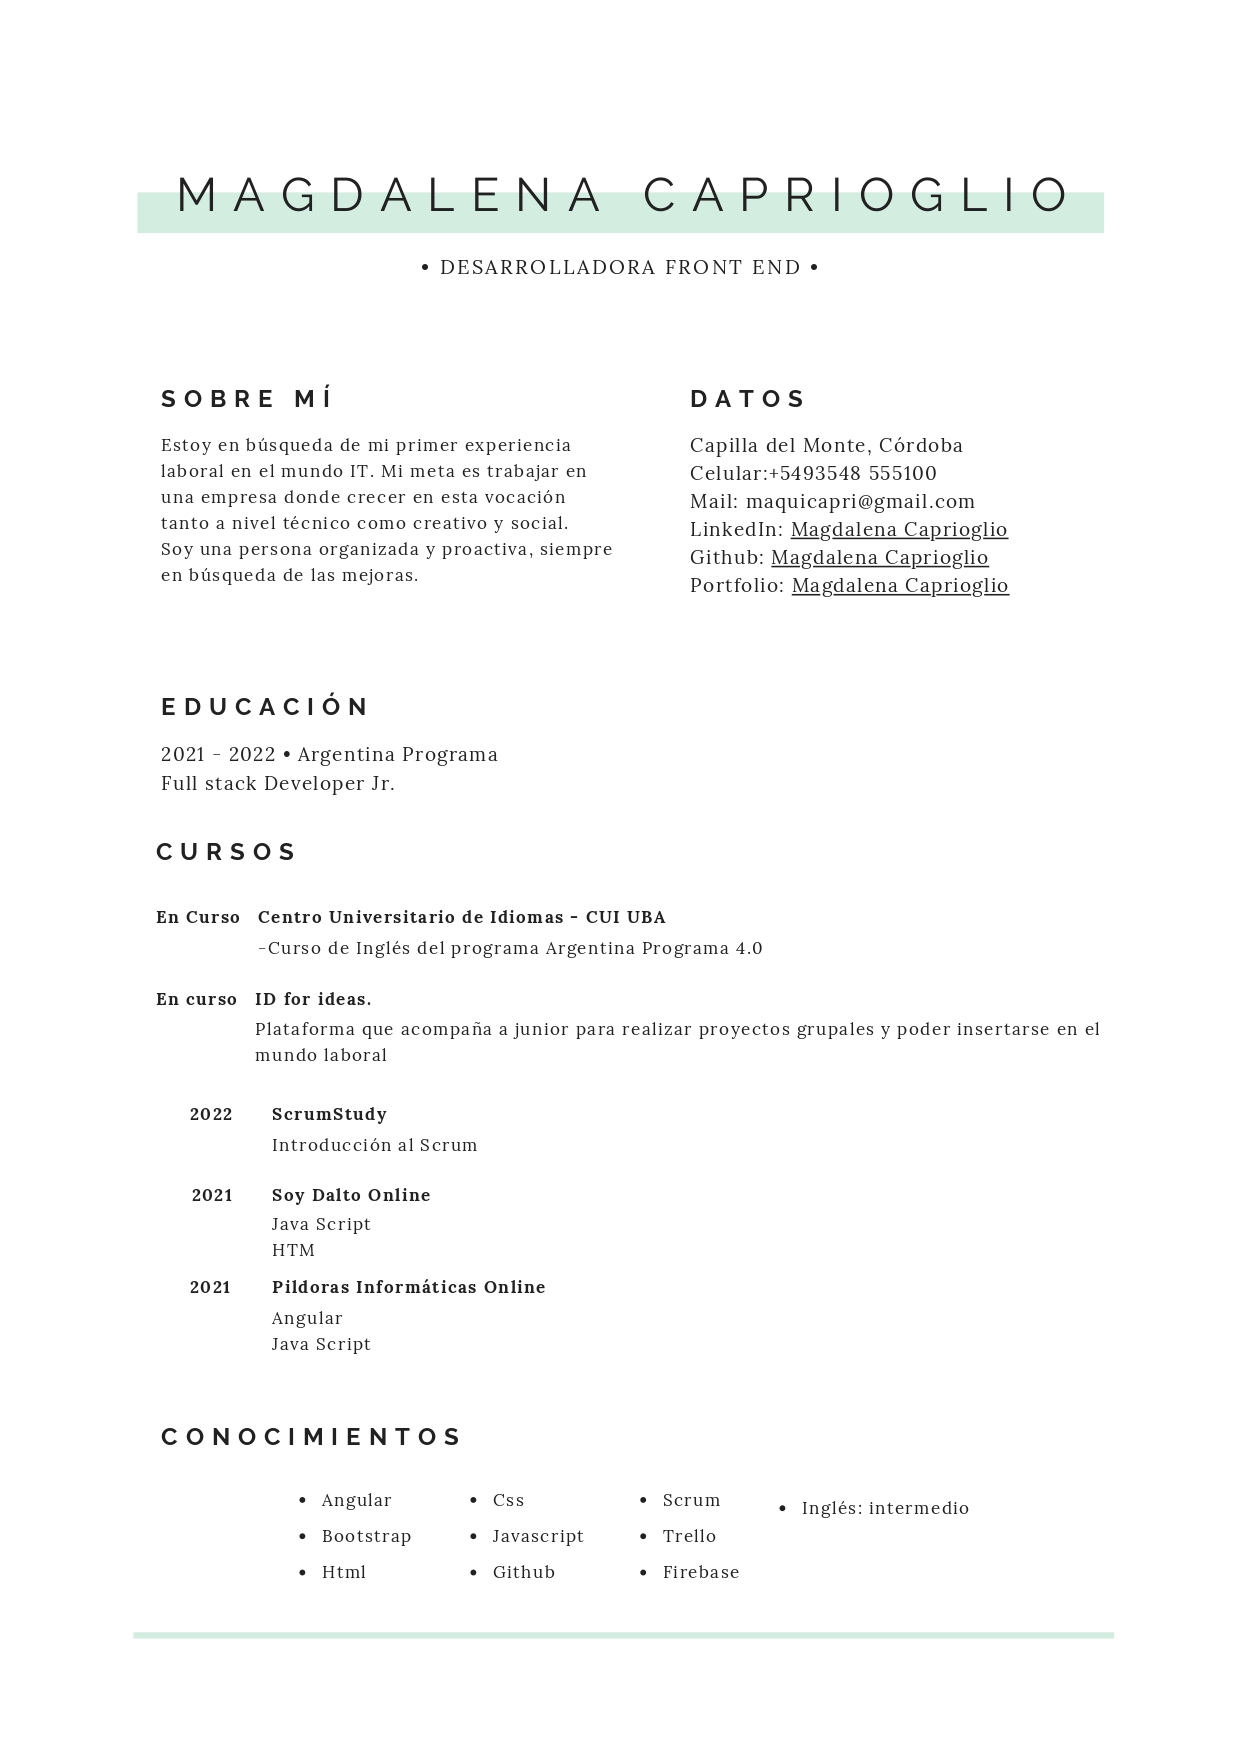 MAGDALENA CAPRIOGLIO
• DESARROLLADORA FRONT END •
SOBRE MÍ
Estoy en búsqueda de mi primer experiencia
laboral en el mundo IT. Mi meta es trabajar en
una empresa donde crecer en esta vocación
tanto a nivel técnico como creativo y social.
Soy una persona organizada y proactiva, siempre
en búsqueda de las mejoras.
DATOS
Capilla del Monte, Córdoba
Celular:+5493548 555100
Mail: maquicapri@gmail.com
LinkedIn: Magdalena Caprioglio
Github: Magdalena Caprioglio
Portfolio: Magdalena Caprioglio
EDUCACIÓN
2021 - 2022 • Argentina Programa
Full stack Developer Jr.
CURSOS
En Curso Centro Universitario de Idiomas - CUI UBA
-Curso de Inglés del programa Argentina Programa 4.0
En curso ID for ideas.
Plataforma que acompaña a junior para realizar proyectos grupales y poder insertarse en el
mundo laboral
2022 ScrumStudy
Introducción al Scrum
2021 Soy Dalto Online
Java Script
HTM
2021 Pildoras Informáticas Online
Angular
Java Script
CONOCIMIENTOS
• Angular
• Bootstrap
• Html
• Css
• Javascript
• Github
• Scrum
• Trello
• Firebase
• Inglés: intermedio